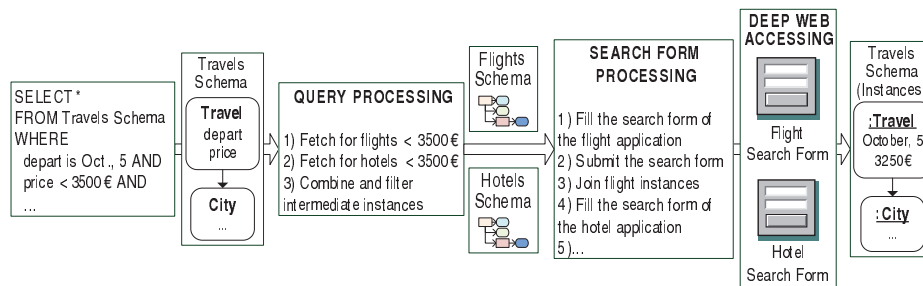 SELECT *
FROM Travels Schema
WHERE
depart is Oct., 5 AND
price < 3500 € AND
...
Travels
Schema
Travel
depart
price
City
...
QUERY PROCESSING
1) Fetch for flights < 3500 €
2) Fetch for hotels < 3500 €
3) Combine and filter
intermediate instances
Flights
Schema
Hotels
Schema
SEARCH FORM
PROCESSING
1) Fill the search form of
the flight application
2) Submit the search form
3) Join flight instances
4) Fill the search form of
the hotel application
5)...
DEEP WEB
ACCESSING
Flight
Search Form
Hotel
Search Form
Travels
Schema
(Instances
:Travel
October, 5
3250€
:City
...